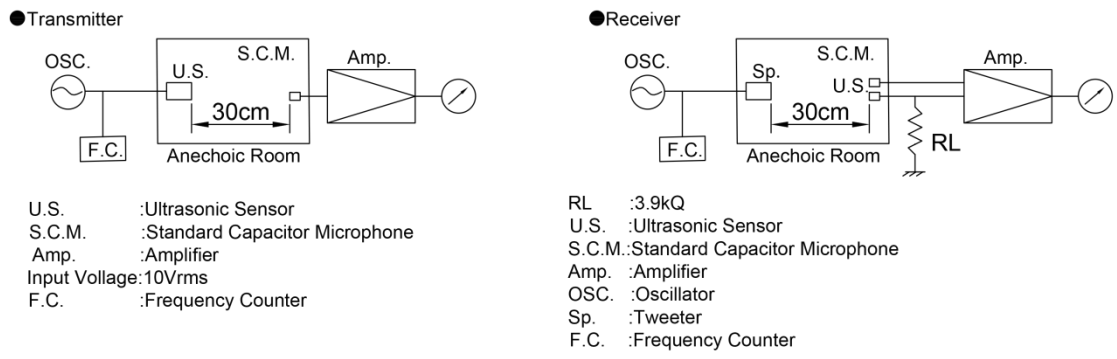 ●Transmitter
OSC.
U.S.
S.C.M.
Amp.
30cm
F.C.
Anechoic Room
U.S. :Ultrasonic Sensor
S.C.M. :Standard Capacitor Microphone
Amp. :Amplifier
Input Vollage:10Vrms
F.C. :Frequency Counter
●Receiver
OSC.
Sp.
S.C.M.
U.S.
Amp.
30cm
F.C.
Anechoic Room
RL
RL :3.9kQ
U.S. :Ultrasonic Sensor
S.C.M.:Standard Capacitor Microphone
Amp. :Amplifier
OSC. :Oscillator
Sp. :Tweeter
F.C. :Frequency Counter